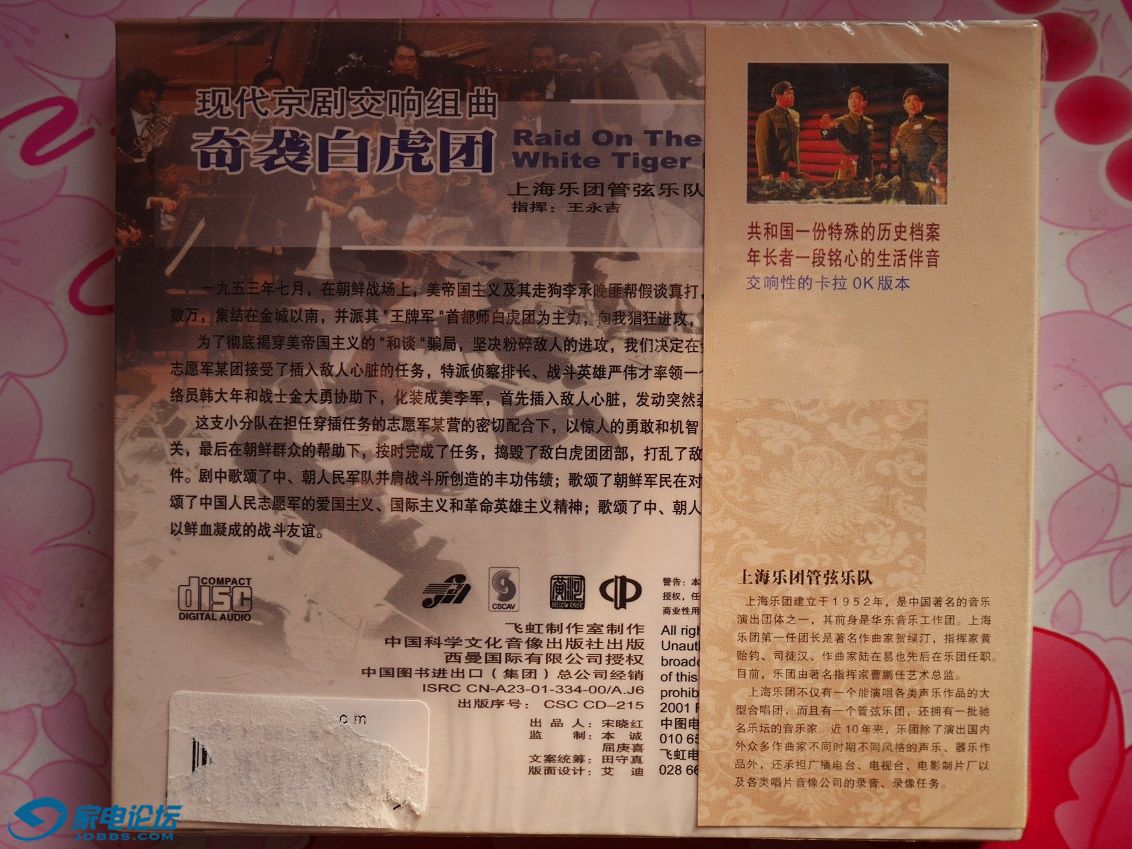 现代京剧交响组曲
奇袭白虎团
Raid On The
White Tiger
上海乐团管弦乐队
指挥：王永吉
一九五三年七月，在朝鲜战场上，美帝国主义及其走狗李承晚匪帮假谈真打，
数万，集结在金城以南，并派其"王牌军"首都师白虎团为主力，向我猖狂进攻，
为了彻底揭穿美帝国主义的"和谈"骗局，坚决粉碎敌人的进攻，我们决定在
志愿军某团接受了插入敌人心脏的任务，特派侦察排长、战斗英雄严伟才率领一
络员韩大年和战士金大勇协助下，化装成美李军，首先插入敌人心脏，发动突然
这支小分队在担任穿插任务的志愿军某营的密切配合下，以惊人的勇敢和机智
关，最后在朝鲜群众的帮助下，按时完成了任务，捣毁了敌白虎团团部，打乱了敌
件。剧中歌颂了中、朝人民军队并肩战斗所创造的丰功伟绩；歌颂了朝鲜军民在对
颂了中国人民志愿军的爱国主义、国际主义和革命英雄主义精神；歌颂了中、朝人
以鲜血凝成的战斗友谊。
COMPACT
disc
DIGITAL AUDIO
CSCAV
黄河
YELLOW RIVER
飞虹制作室制作
中国科学文化音像出版社出版
西曼国际有限公司授权
中国图书进出口（集团）总公司经销
ISRC CN-A23-01-334-00/A.J6
出版序号： CSC CD-215
出品人：宋晓红
监制：本诚
屈庚喜
文案统筹：田守真
版面设计：艾迪
警告：本
授权，任
商业性用
All rig
Unaut
broad
of this
prohib
2001
中图电
010 65
飞虹电
028 66
c m
共和国一份特殊的历史档案
年长者一段铭心的生活伴音
交响性的卡拉OK版本
上海乐团管弦乐队
上海乐团建立于1952年，是中国著名的音乐
演出团体之一，其前身是华东音乐工作团。上海
乐团第一任团长是著名作曲家贺绿汀，指挥家黄
贻钧、司徒汉、作曲家陆在易也先后在乐团任职。
目前，乐团由著名指挥家曹鹏任艺术总监。
上海乐团不仅有一个能演唱各类声乐作品的大
型合唱团，而且有一个管弦乐团，还拥有一批驰
名乐坛的音乐家。近10年来，乐团除了演出国内
外众多作曲家不同时期不同风格的声乐、器乐作
品外，还承担广播电台、电视台、电影制片厂以
及各类唱片音像公司的录音、录像任务。
家电论坛
JDBBS.COM